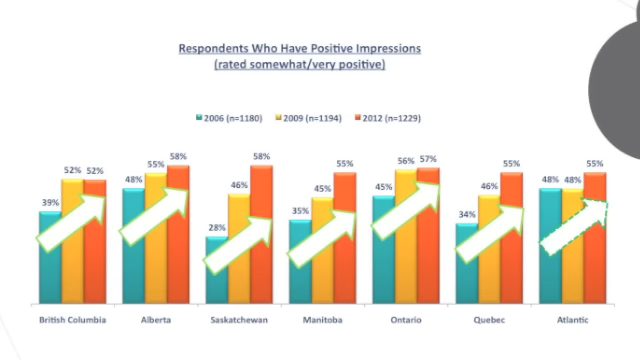 Respondents Who Have Positive Impressions
(rated somewhat/very positive)
2006 (n=1180) 2009 (n=1194) 2012 (n=1229)
39% 52% 52%
48% 55% 58%
28% 46% 58%
35% 45% 55%
45% 56% 57%
34% 46% 55%
48% 48% 55%
British Columbia Alberta Saskatchewan Manitoba Ontario Quebec Atlantic